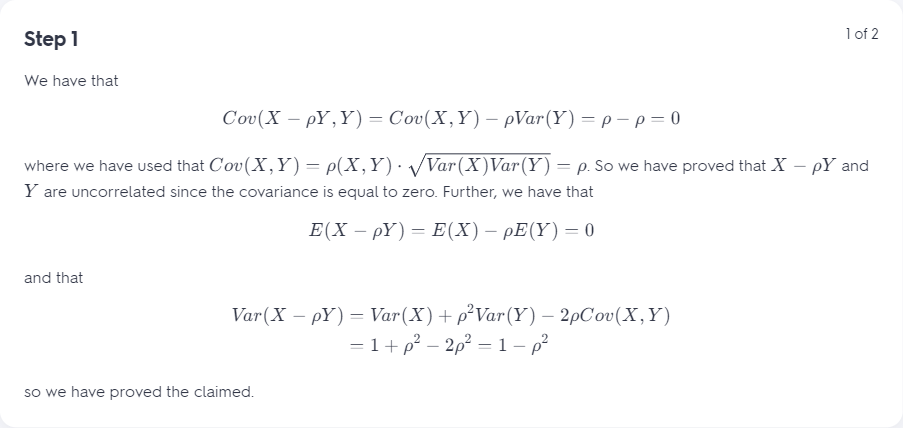 Step 1
1 of 2
We have that
Cov(X − ρY, Y) = Cov(X, Y) − ρVar(Y) = ρ − ρ = 0
where we have used that Cov(X, Y) = ρ(X, Y) · √Var(X)Var(Y) = ρ. So we have proved that X − ρY and
Y are uncorrelated since the covariance is equal to zero. Further, we have that
E(X − ρY) = E(X) − ρE(Y) = 0
and that
Var(X − ρY) = Var(X) + ρ²Var(Y) − 2ρCov(X, Y)
= 1 + ρ² − 2ρ² = 1 − ρ²
so we have proved the claimed.